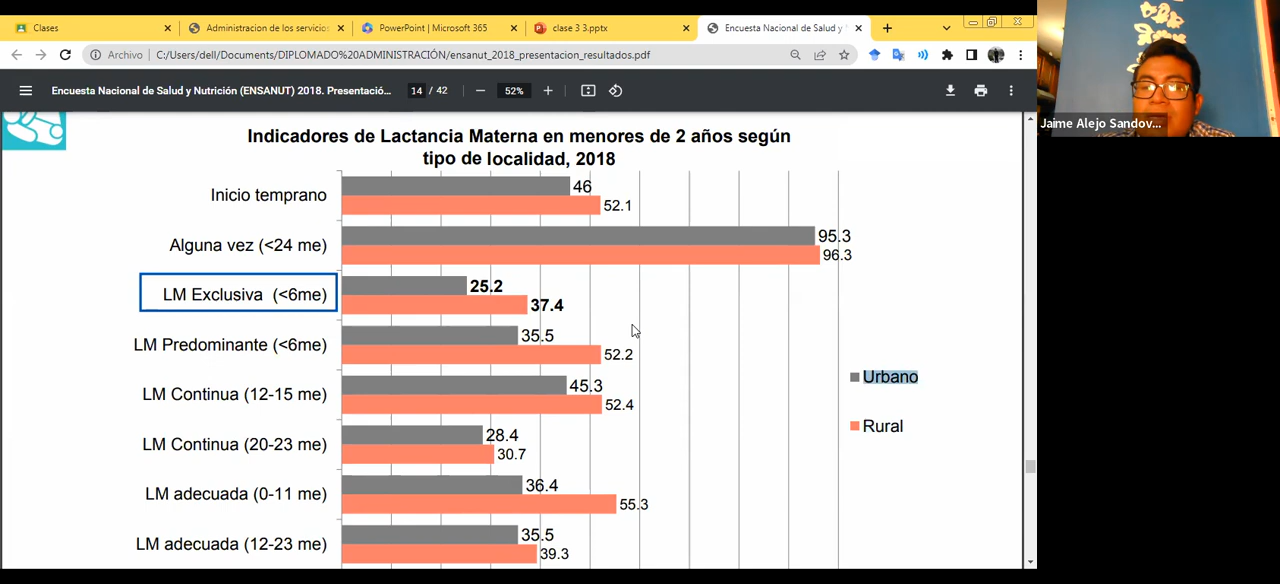 Clases
Administracion de los servicios
PowerPoint | Microsoft 365
clase 3 3.pptx
Encuesta Nacional de Salud y
Archivo
C:/Users/dell/Documents/DIPLOMADO%20ADMINISTRACIÓN/ensanut_2018_presentacion_resultados.pdf
Encuesta Nacional de Salud y Nutrición (ENSANUT) 2018. Presentació...
14 / 42
52%
Jaime Alejo Sandov...
Indicadores de Lactancia Materna en menores de 2 años según
tipo de localidad, 2018
Inicio temprano
46
52.1
Alguna vez (<24 me)
95.3
96.3
LM Exclusiva (<6me)
25.2
37.4
LM Predominante (<6me)
35.5
52.2
LM Continua (12-15 me)
45.3
52.4
LM Continua (20-23 me)
28.4
30.7
LM adecuada (0-11 me)
36.4
55.3
LM adecuada (12-23 me)
35.5
39.3
Urbano
Rural